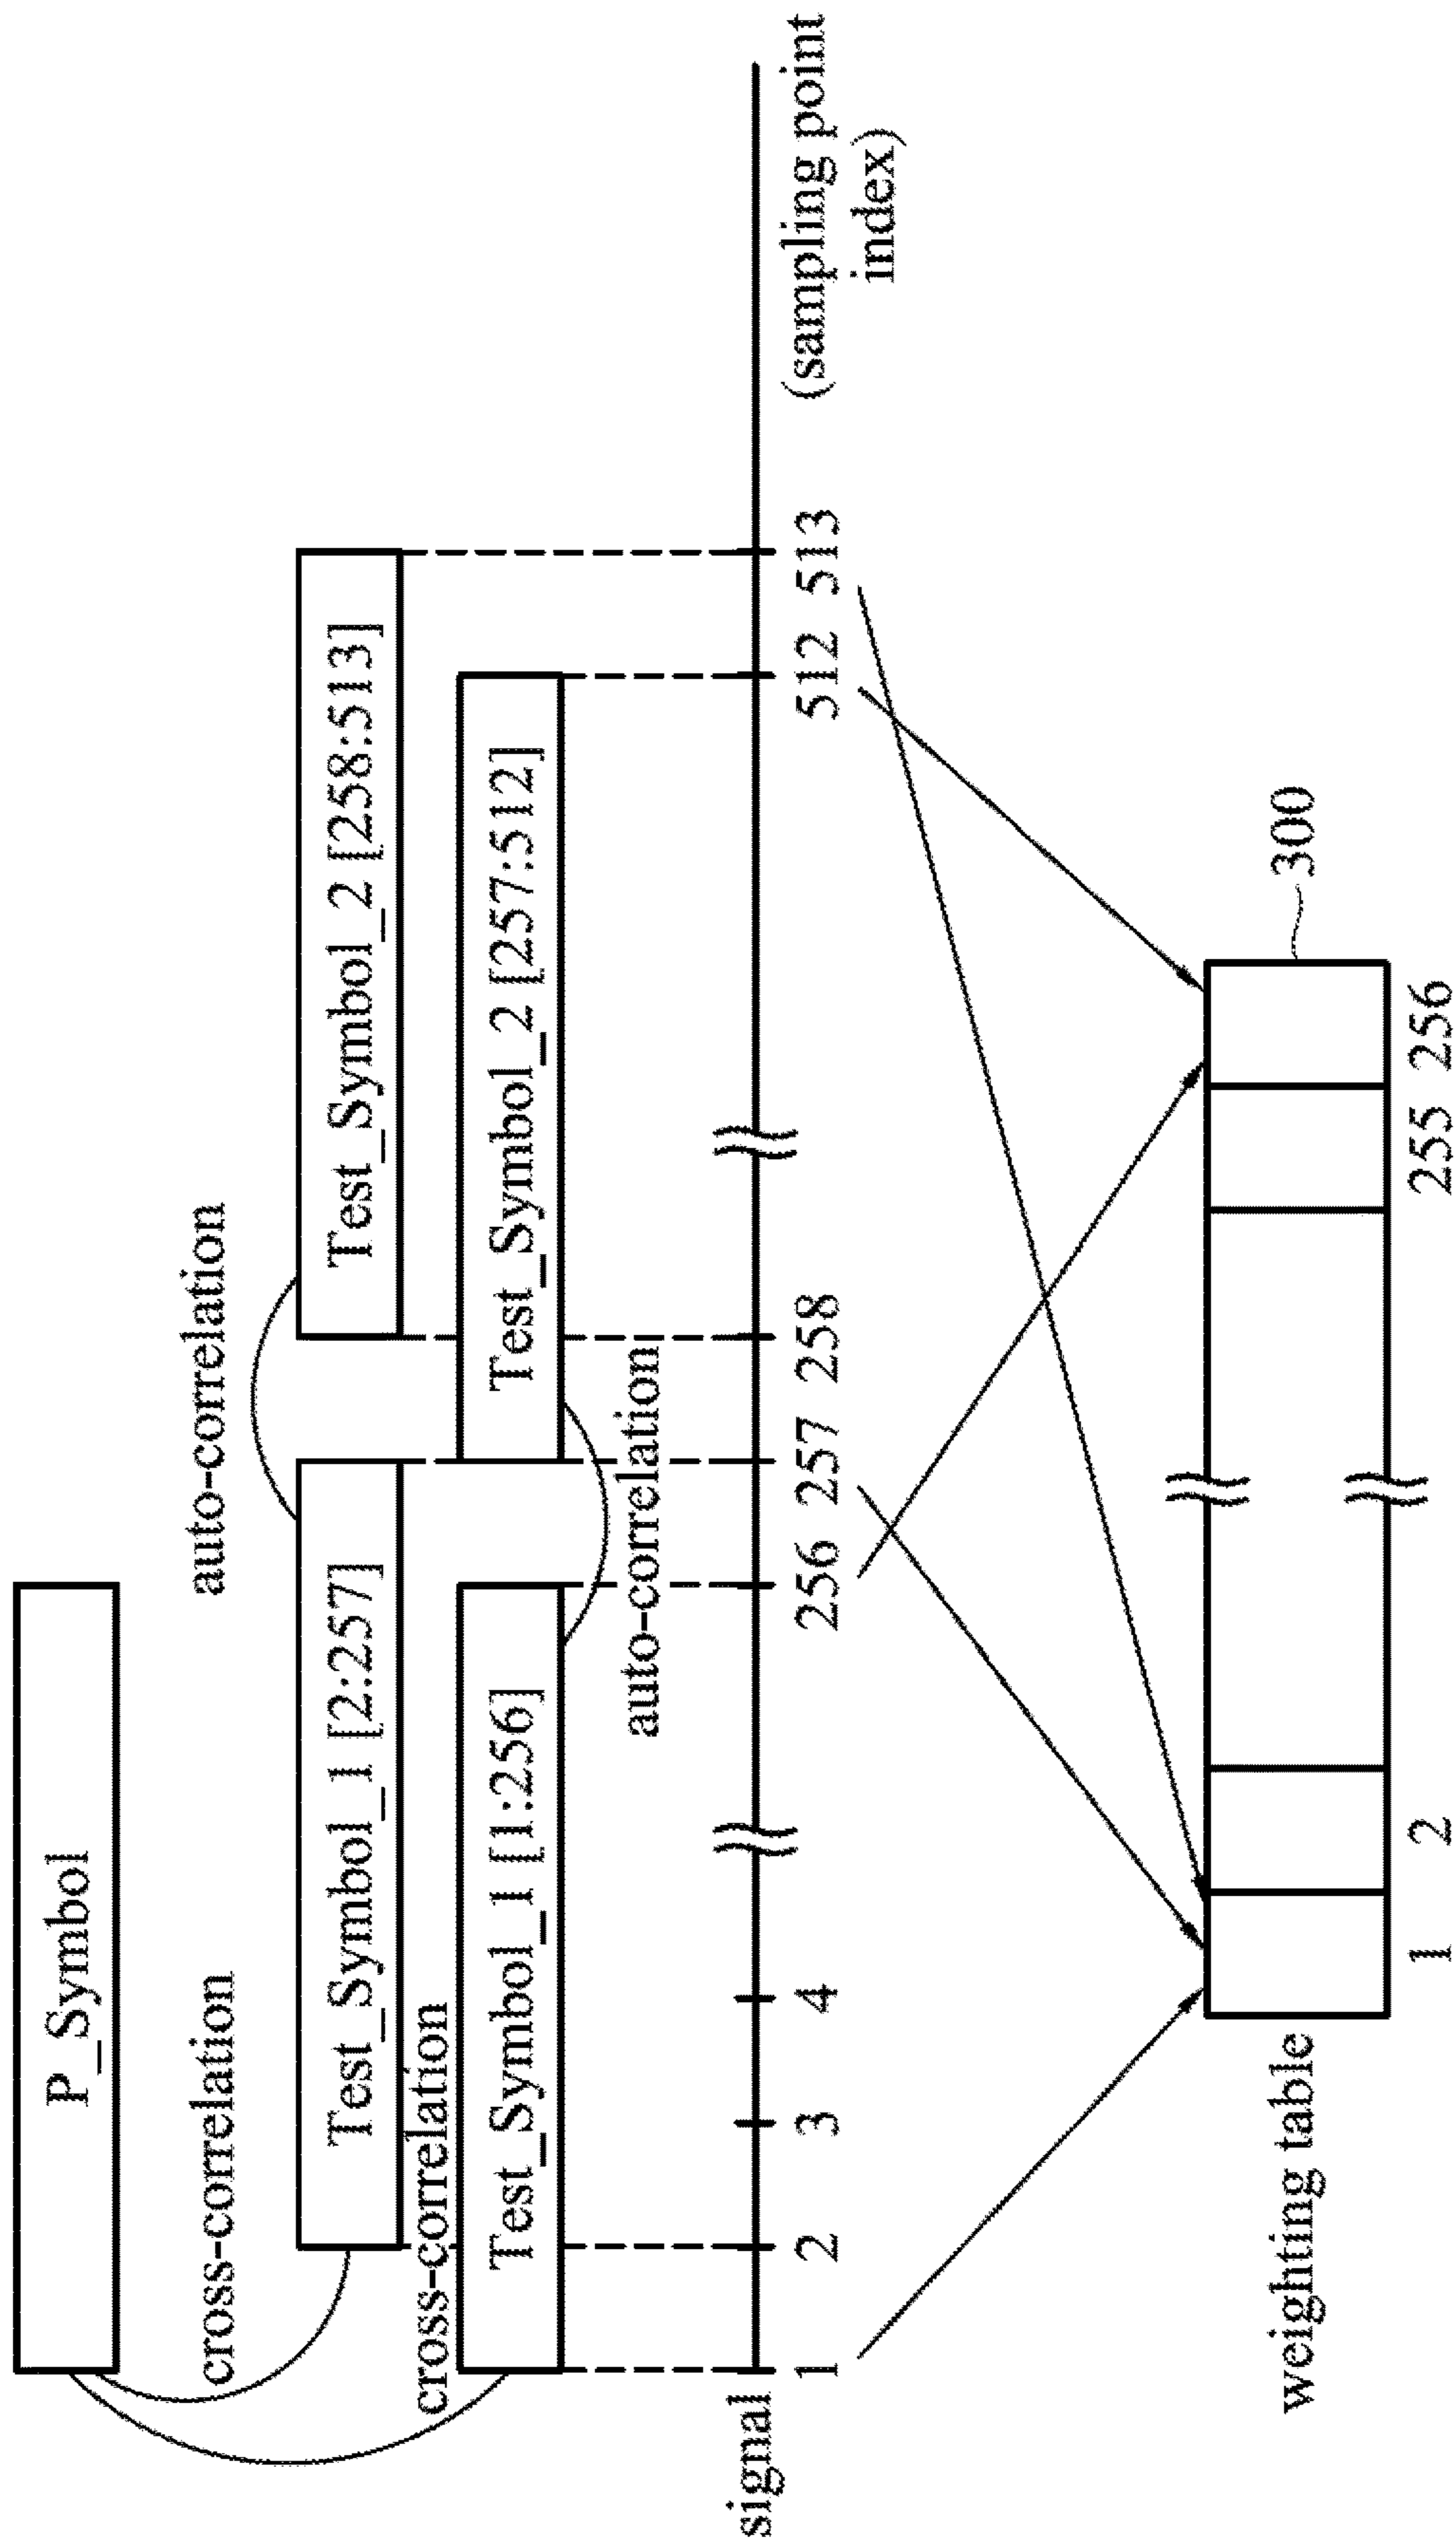 P_Symbol
cross-correlation
auto-correlation
Test_Symbol_1 [2:257]
Test_Symbol_2 [258:513]
cross-correlation
Test_Symbol_1 [1:256]
Test_Symbol_2 [257:512]
auto-correlation
signal
1 2 3 4 256 257 258 512 513
(sampling point
index)
weighting table
300
1 2 255 256